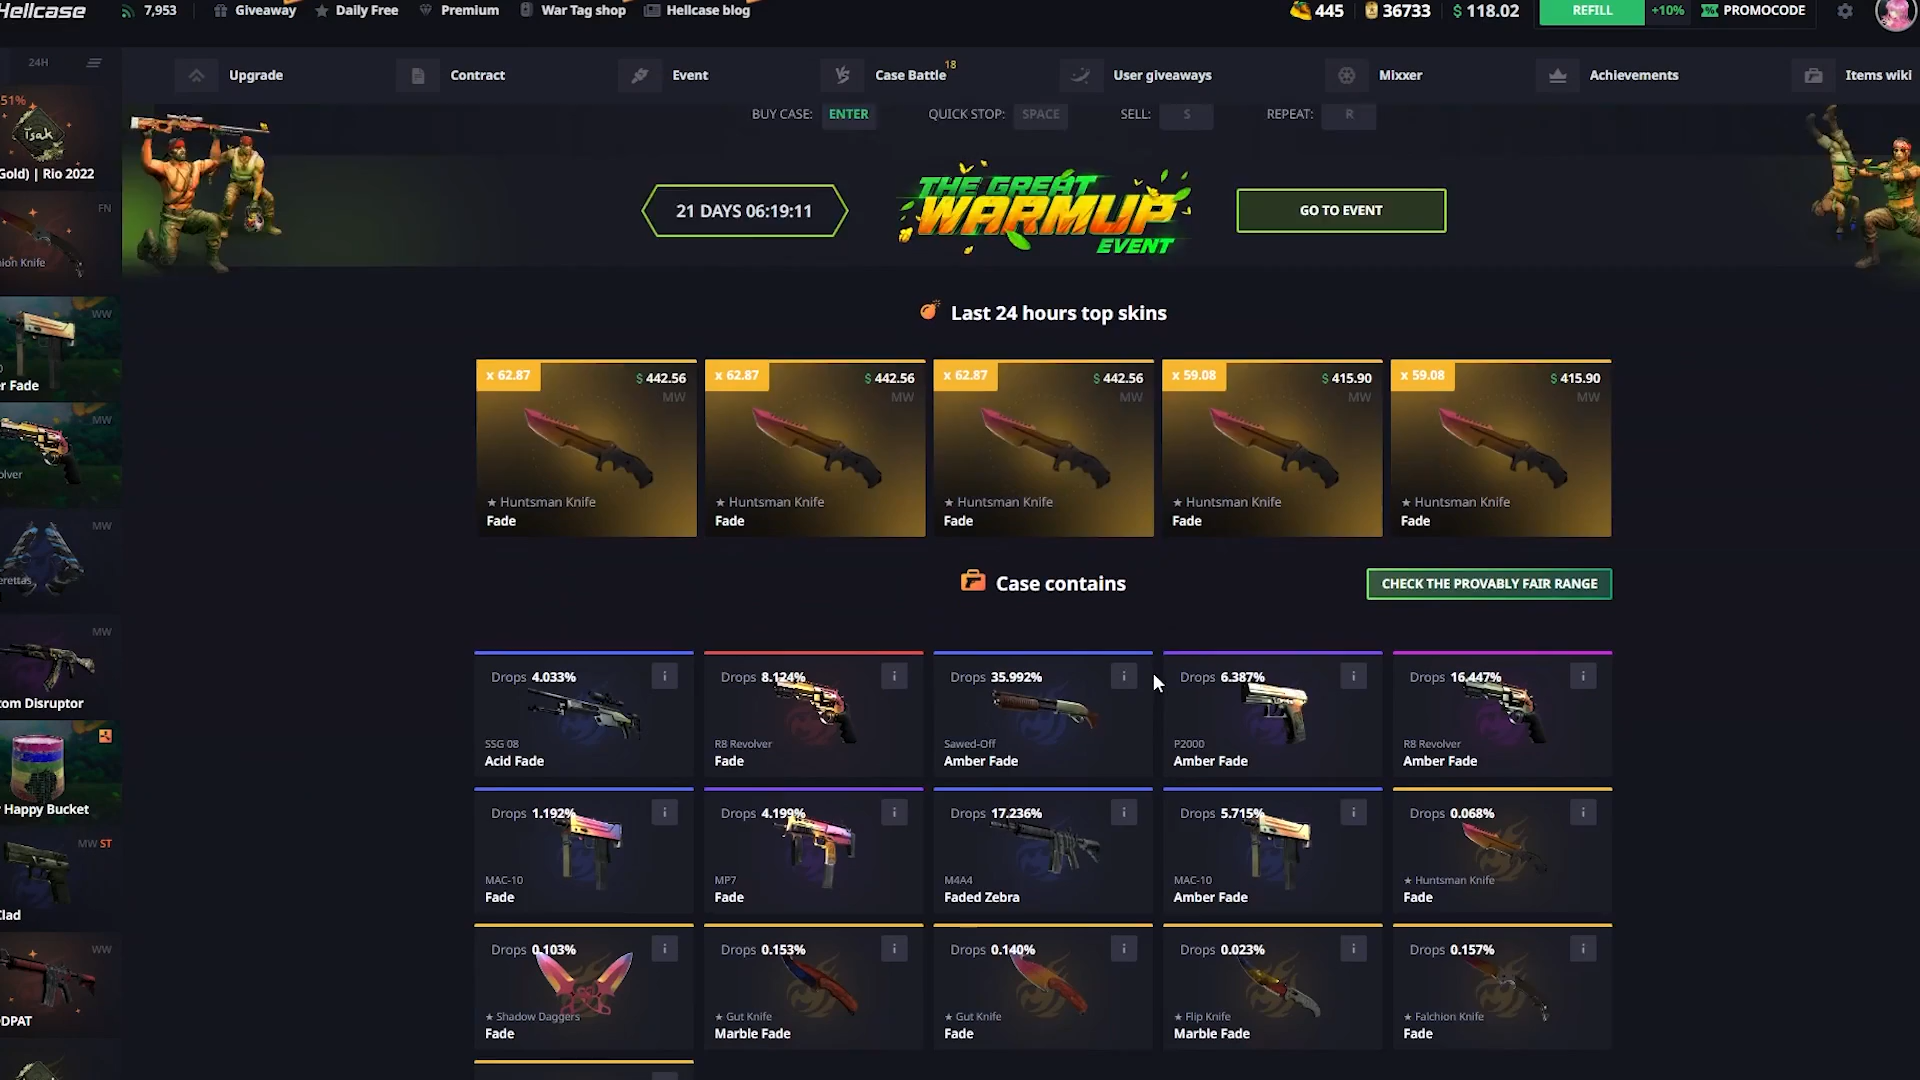 Hellcase
7,953
Giveaway
Daily Free
Premium
War Tag shop
Hellcase blog
445
36733
$ 118.02
REFILL
+10%
PROMOCODE
24H
Upgrade
Contract
Event
Case Battle 18
User giveaways
Mixxer
Achievements
Items wiki
BUY CASE: ENTER
QUICK STOP: SPACE
SELL: S
REPEAT: R
51%
Gold) | Rio 2022
FN
ion Knife
WW
r Fade
MW
olver
MW
erettas
MW
om Disruptor
Happy Bucket
MW ST
lad
WW
DPAT
21 DAYS 06:19:11
THE GREAT
WARMUP
EVENT
GO TO EVENT
Last 24 hours top skins
x 62.87
$ 442.56
MW
★ Huntsman Knife
Fade
x 62.87
$ 442.56
MW
★ Huntsman Knife
Fade
x 62.87
$ 442.56
MW
★ Huntsman Knife
Fade
x 59.08
$ 415.90
MW
★ Huntsman Knife
Fade
x 59.08
$ 415.90
MW
★ Huntsman Knife
Fade
Case contains
CHECK THE PROVABLY FAIR RANGE
Drops 4.033%
SSG 08
Acid Fade
Drops 8.124%
R8 Revolver
Fade
Drops 35.992%
Sawed-Off
Amber Fade
Drops 6.387%
P2000
Amber Fade
Drops 16.447%
R8 Revolver
Amber Fade
Drops 1.192%
MAC-10
Fade
Drops 4.199%
MP7
Fade
Drops 17.236%
M4A4
Faded Zebra
Drops 5.715%
MAC-10
Amber Fade
Drops 0.068%
★ Huntsman Knife
Fade
Drops 0.103%
★ Shadow Daggers
Fade
Drops 0.153%
★ Gut Knife
Marble Fade
Drops 0.140%
★ Gut Knife
Fade
Drops 0.023%
★ Flip Knife
Marble Fade
Drops 0.157%
★ Falchion Knife
Fade